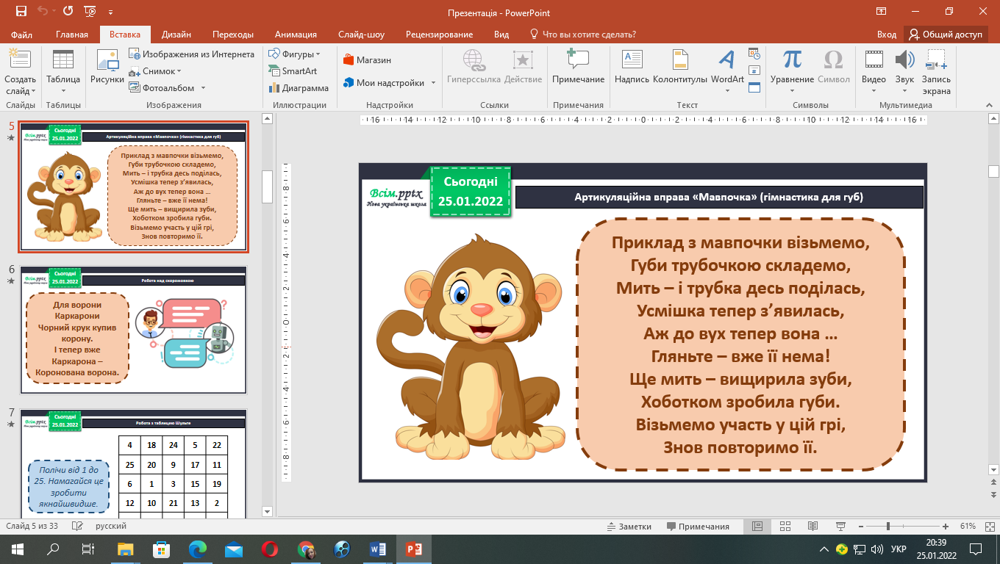 Презентація - PowerPoint
Файл Главная Вставка Дизайн Переходы Анимация Слайд-шоу Рецензирование Вид Что вы хотите сделать? Вход Общий доступ
Создать слайд
Таблица
Рисунки
Изображения из Интернета
Снимок
Фотоальбом
Фигуры
SmartArt
Диаграмма
Магазин
Мои надстройки
Гиперссылка
Действие
Примечание
Надпись
Колонтитулы
WordArt
Уравнение
Символ
Видео
Звук
Запись экрана
Слайды Таблицы Изображения Иллюстрации Надстройки Ссылки Примечания Текст Символы Мультимедиа
5
Сьогодні
25.01.2022
Всім.pptx
Нова українська школа
Артикуляційна вправа «Мавпочка» (гімнастика для губ)
Приклад з мавпочки візьмемо,
Губи трубочкою складемо,
Мить – і трубка десь поділась,
Усмішка тепер з’явилась,
Аж до вух тепер вона …
Гляньте – вже її нема!
Ще мить – вищирила зуби,
Хоботком зробила губи.
Візьмемо участь у цій грі,
Знов повторимо її.
6
Сьогодні
25.01.2022
Всім.pptx
Нова українська школа
Робота над скоромовкою
Для ворони
Каркарони
Чорний крук купив
корону.
І тепер вже
Каркарона –
Коронована ворона.
7
Сьогодні
25.01.2022
Всім.pptx
Нова українська школа
Робота з таблицею Шульте
Полічи від 1 до
25. Намагайся це
зробити
якнайшвидше.
4 18 24 5 22
25 20 9 17 11
6 1 3 15 19
12 10 21 13 2
16 14 12 10 8 6 4 2 0 2 4 6 8 10 12 14 16
8 6 4 2 0 2 4 6 8
Сьогодні
25.01.2022
Всім.pptx
Нова українська школа
Артикуляційна вправа «Мавпочка» (гімнастика для губ)
Приклад з мавпочки візьмемо,
Губи трубочкою складемо,
Мить – і трубка десь поділась,
Усмішка тепер з’явилась,
Аж до вух тепер вона …
Гляньте – вже її нема!
Ще мить – вищирила зуби,
Хоботком зробила губи.
Візьмемо участь у цій грі,
Знов повторимо її.
Слайд 5 из 33 русский Заметки Примечания 61%
УКР
20:39
25.01.2022